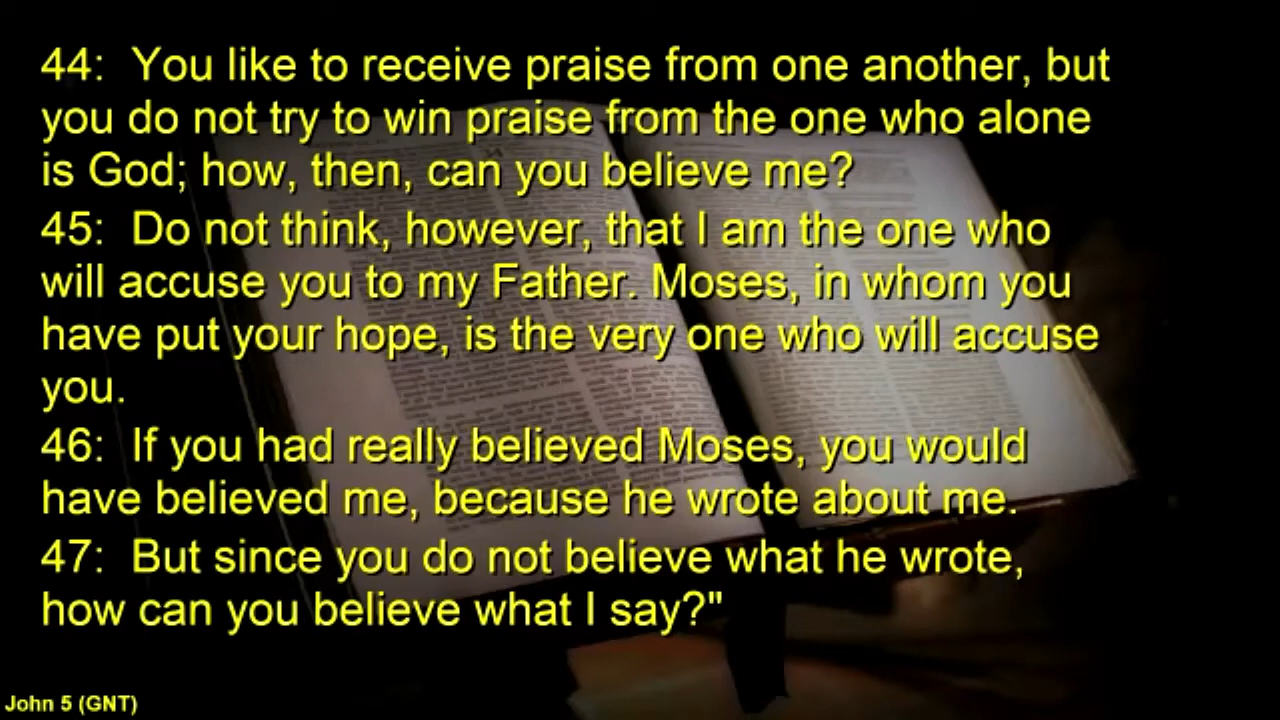 44: You like to receive praise from one another, but
you do not try to win praise from the one who alone
is God; how, then, can you believe me?
45: Do not think, however, that I am the one who
will accuse you to my Father. Moses, in whom you
have put your hope, is the very one who will accuse
you.
46: If you had really believed Moses, you would
have believed me, because he wrote about me.
47: But since you do not believe what he wrote,
how can you believe what I say?"
John 5 (GNT)